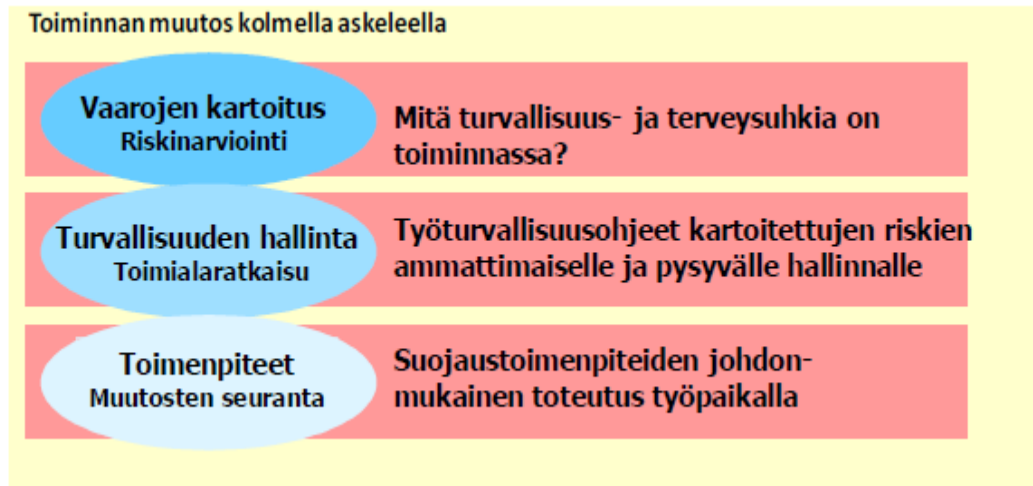 Toiminnan muutos kolmella askeleella
Vaarojen kartoitus
Riskinarviointi
Mitä turvallisuus- ja terveysuhkia on
toiminnassa?
Turvallisuuden hallinta
Toimialaratkaisu
Työturvallisuusohjeet kartoitettujen riskien
ammattimaiselle ja pysyvälle hallinnalle
Toimenpiteet
Muutosten seuranta
Suojaustoimenpiteiden johdon-
mukainen toteutus työpaikalla